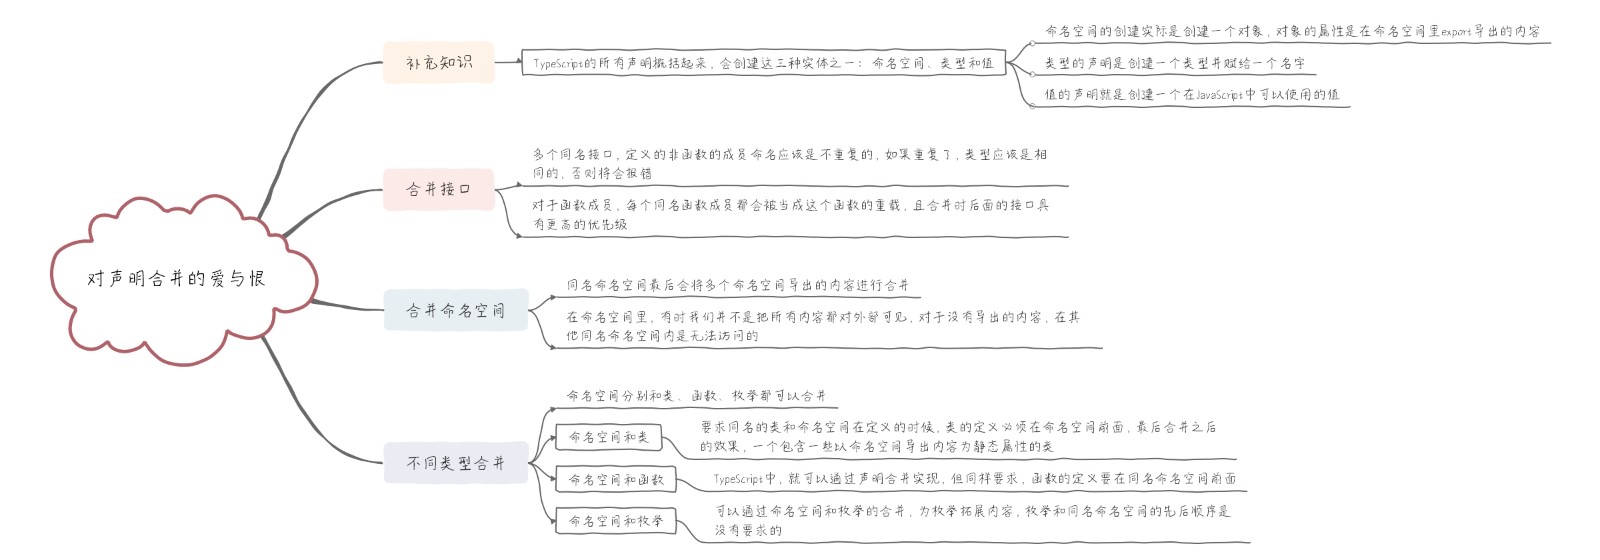 对声明合并的爱与恨
补充知识
TypeScript的所有声明概括起来，会创建这三种实体之一：命名空间、类型和值
命名空间的创建实际是创建一个对象，对象的属性是在命名空间里export导出的内容
类型的声明是创建一个类型并赋给一个名字
值的声明就是创建一个在JavaScript中可以使用的值
合并接口
多个同名接口，定义的非函数的成员命名应该是不重复的，如果重复了，类型应该是相
同的，否则将会报错
对于函数成员，每个同名函数成员都会被当成这个函数的重载，且合并时后面的接口具
有更高的优先级
合并命名空间
同名命名空间最后会将多个命名空间导出的内容进行合并
在命名空间里，有时我们并不是把所有内容都对外部可见，对于没有导出的内容，在其
他同名命名空间内是无法访问的
不同类型合并
命名空间分别和类、函数、枚举都可以合并
命名空间和类
要求同名的类和命名空间在定义的时候，类的定义必须在命名空间前面，最后合并之后
的效果，一个包含一些以命名空间导出内容为静态属性的类
命名空间和函数
TypeScript中，就可以通过声明合并实现，但同样要求，函数的定义要在同名命名空间前面
命名空间和枚举
可以通过命名空间和枚举的合并，为枚举拓展内容，枚举和同名命名空间的先后顺序是
没有要求的